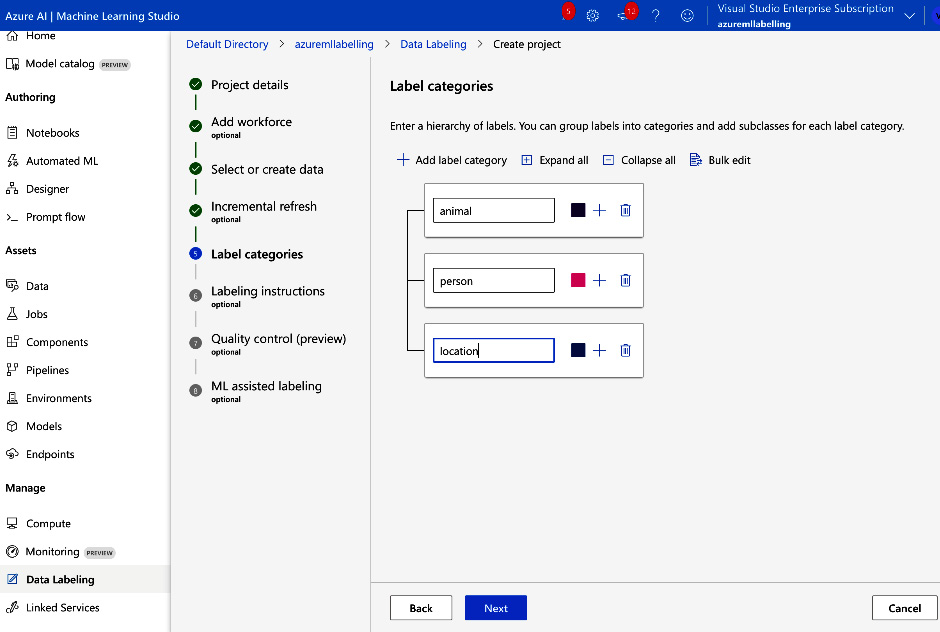 Azure AI | Machine Learning Studio
5
13
Visual Studio Enterprise Subscription
azuremllabelling
Home
Model catalog PREVIEW
Authoring
Notebooks
Automated ML
Designer
Prompt flow
Assets
Data
Jobs
Components
Pipelines
Environments
Models
Endpoints
Manage
Compute
Monitoring PREVIEW
Data Labeling
Linked Services
Default Directory > azuremllabelling > Data Labeling > Create project
Project details
Add workforce
optional
Select or create data
Incremental refresh
optional
5 Label categories
6 Labeling instructions
optional
7 Quality control (preview)
optional
8 ML assisted labeling
optional
Label categories
Enter a hierarchy of labels. You can group labels into categories and add subclasses for each label category.
Add label category Expand all Collapse all Bulk edit
animal
person
location
Back Next Cancel